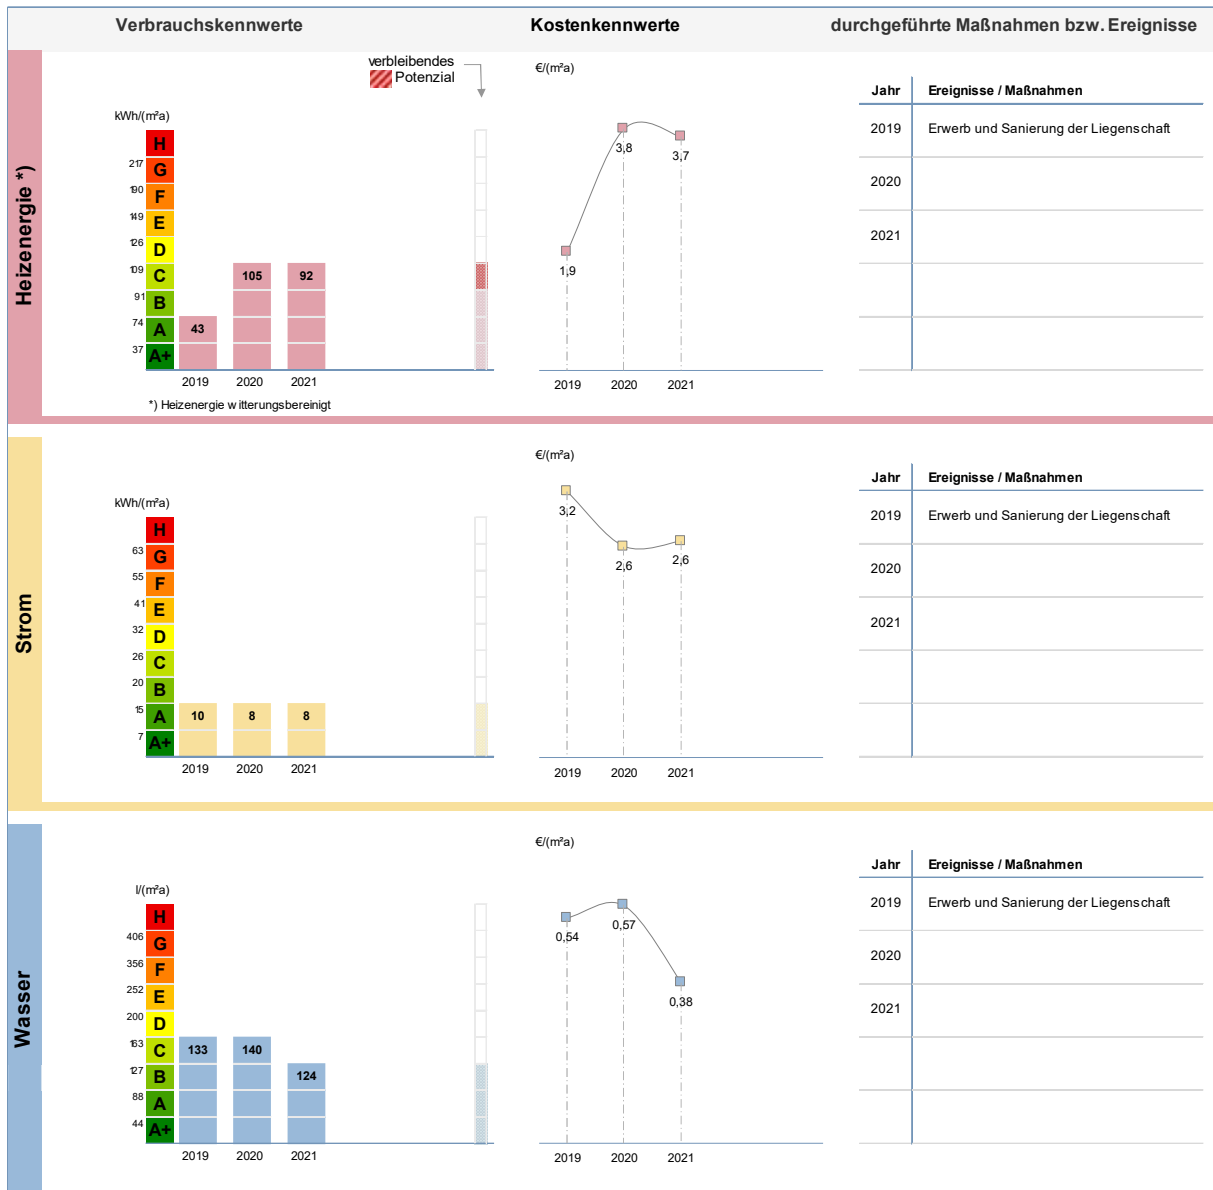 Verbrauchskennwerte
Kostenkennwerte
durchgeführte Maßnahmen bzw. Ereignisse
Heizenergie *)
verbleibendes
Potenzial
kWh/(m²a)
H
217
G
190
F
149
E
126
D
109
C
91
B
74
A
37
A+
43
105
92
2019 2020 2021
*) Heizenergie witterungsbereinigt
€/(m²a)
1,9
3,8
3,7
2019 2020 2021
Jahr Ereignisse / Maßnahmen
2019 Erwerb und Sanierung der Liegenschaft
2020
2021
Strom
kWh/(m²a)
H
63
G
55
F
41
E
32
D
26
C
20
B
15
A
7
A+
10
8
8
2019 2020 2021
€/(m²a)
3,2
2,6
2,6
2019 2020 2021
Jahr Ereignisse / Maßnahmen
2019 Erwerb und Sanierung der Liegenschaft
2020
2021
Wasser
l/(m²a)
H
406
G
356
F
252
E
200
D
163
C
127
B
88
A
44
A+
133
140
124
2019 2020 2021
€/(m²a)
0,54
0,57
0,38
2019 2020 2021
Jahr Ereignisse / Maßnahmen
2019 Erwerb und Sanierung der Liegenschaft
2020
2021